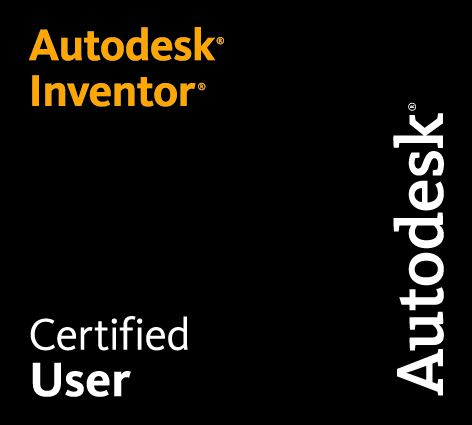 Autodesk®
Inventor®
Autodesk®
Certified
User